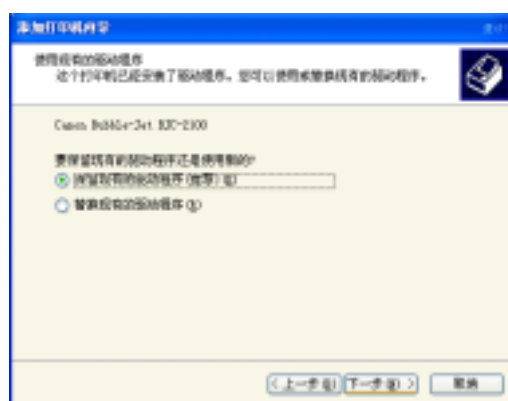 添加打印机向导
使用现有的驱动程序
这个打印机已经安装了驱动程序。您可以使用或替换现有的驱动程序。
Canon Bubble-Jet BJC-2100
要保留现有的驱动程序还是使用新的?
保留现有的驱动程序(推荐)(K)
替换现有的驱动程序(R)
< 上一步(B) 下一步(N) > 取消